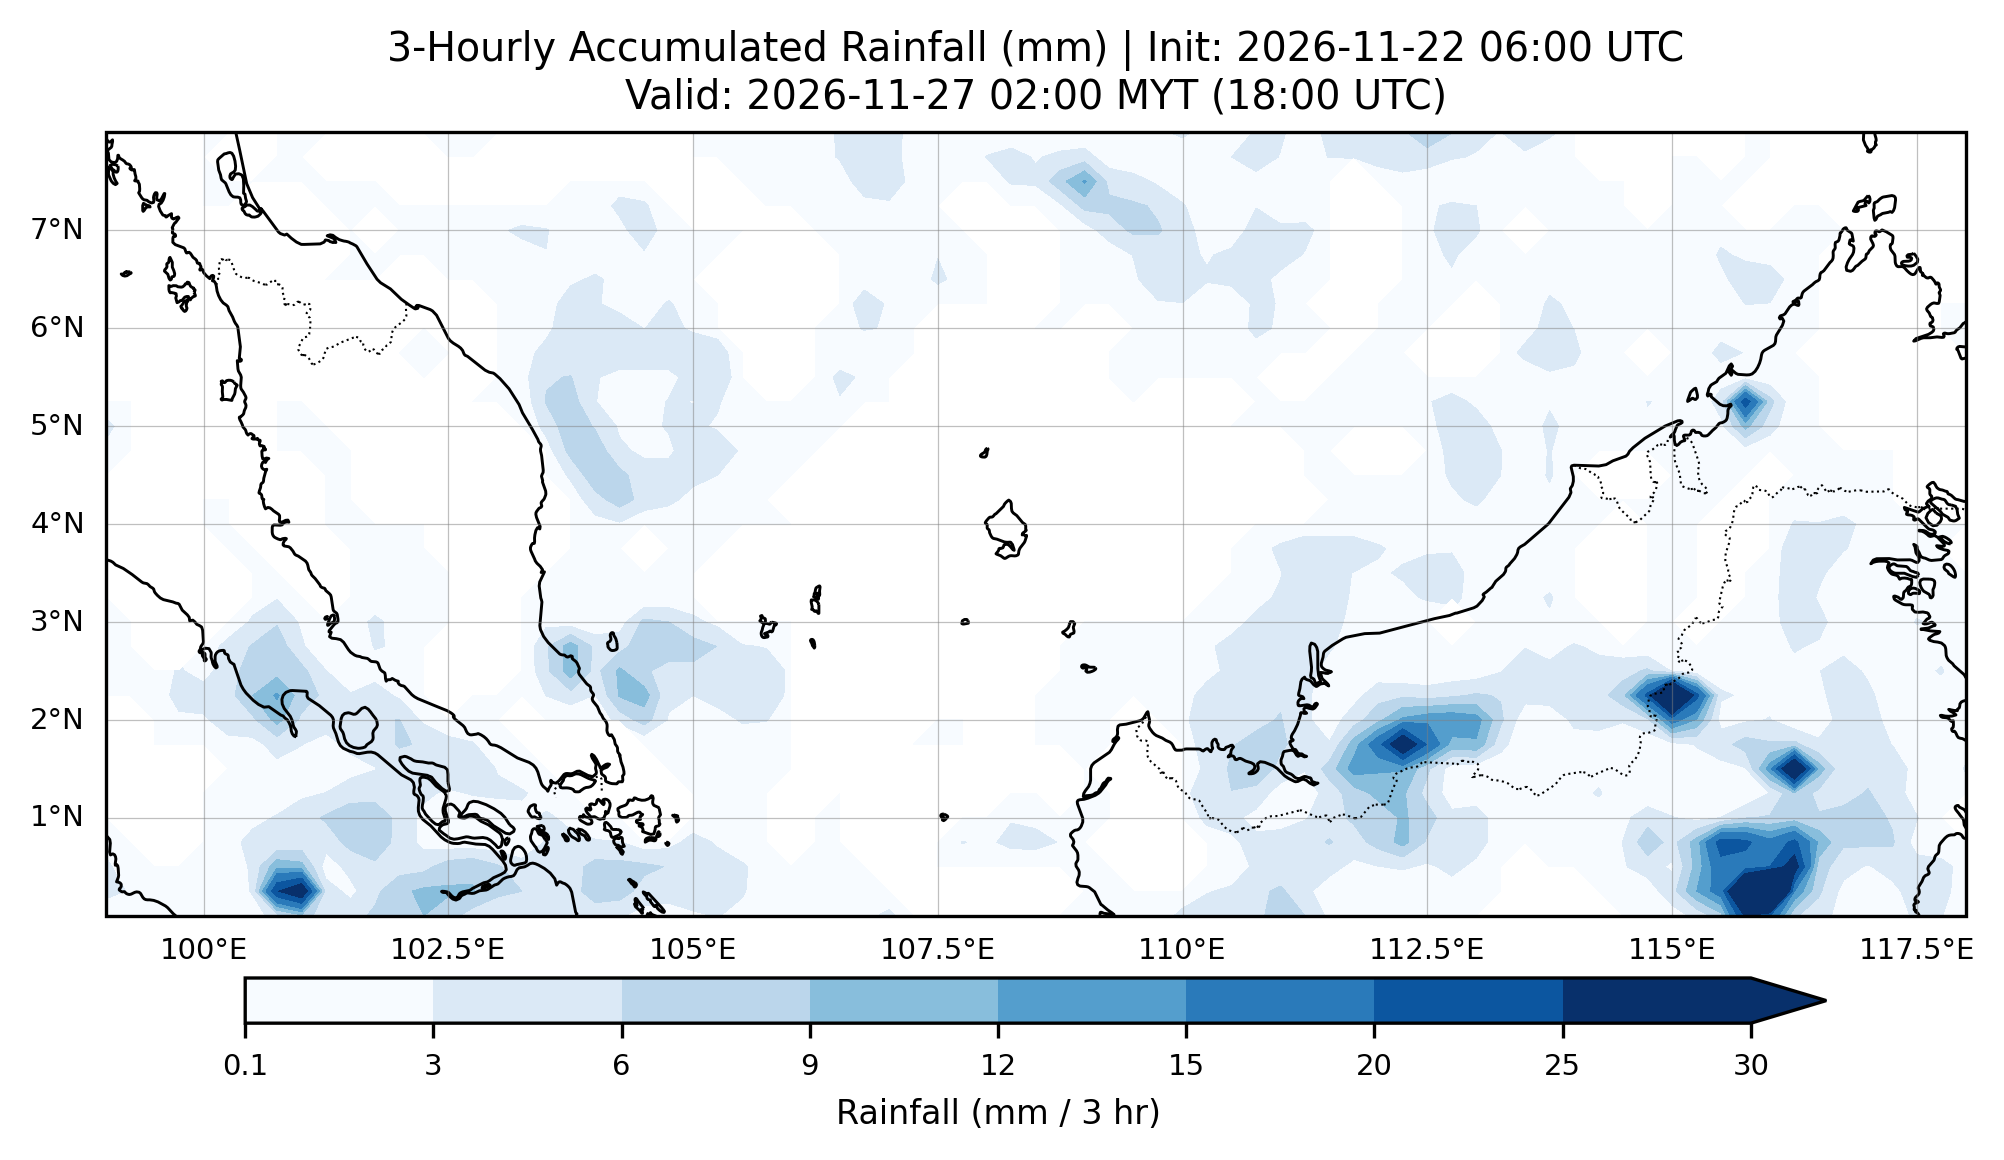 3-Hourly Accumulated Rainfall (mm) | Init: 2026-11-22 06:00 UTC
Valid: 2026-11-27 02:00 MYT (18:00 UTC)
7°N
6°N
5°N
4°N
3°N
2°N
1°N
100°E 102.5°E 105°E 107.5°E 110°E 112.5°E 115°E 117.5°E
0.1 3 6 9 12 15 20 25 30
Rainfall (mm / 3 hr)